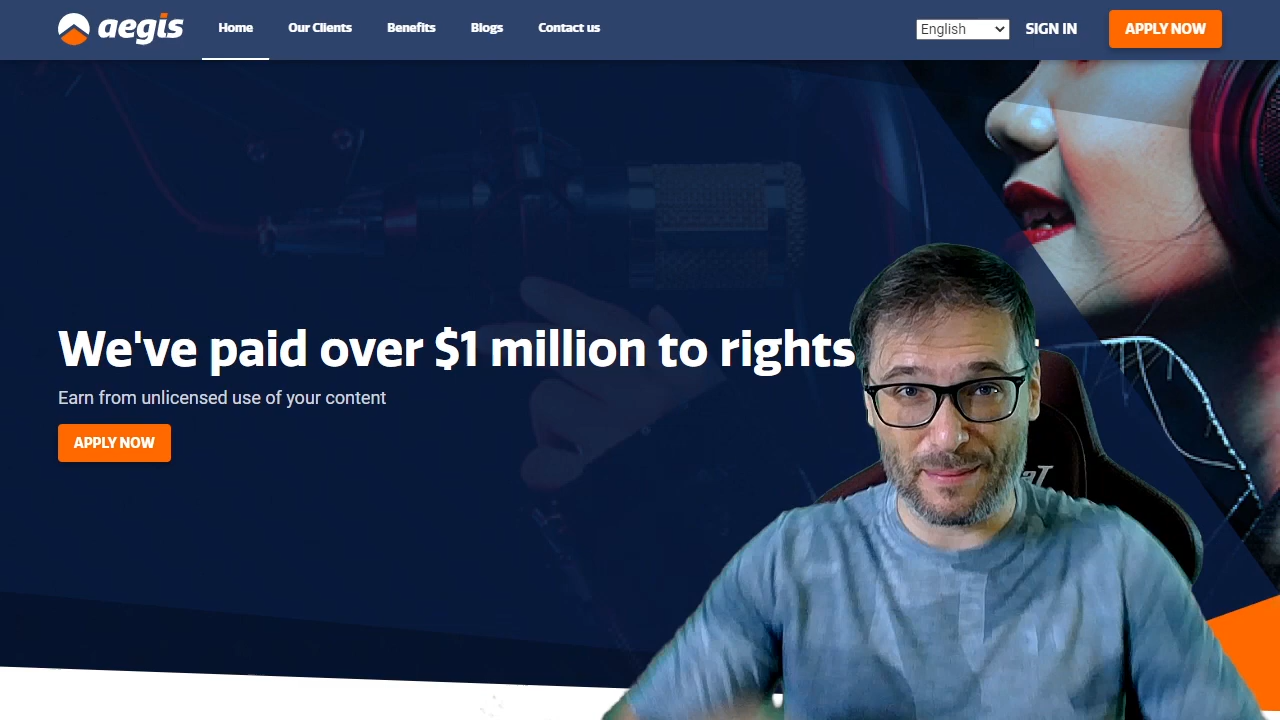 aegis
Home
Our Clients
Benefits
Blogs
Contact us
English
SIGN IN
APPLY NOW
We've paid over $1 million to rights
Earn from unlicensed use of your content
APPLY NOW